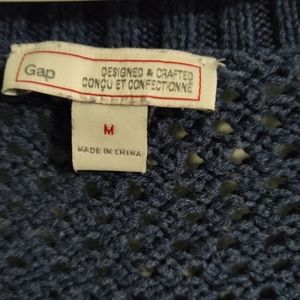 Gap
DESIGNED & CRAFTED
CONÇU ET CONFECTIONNÉ
M
MADE IN CHINA